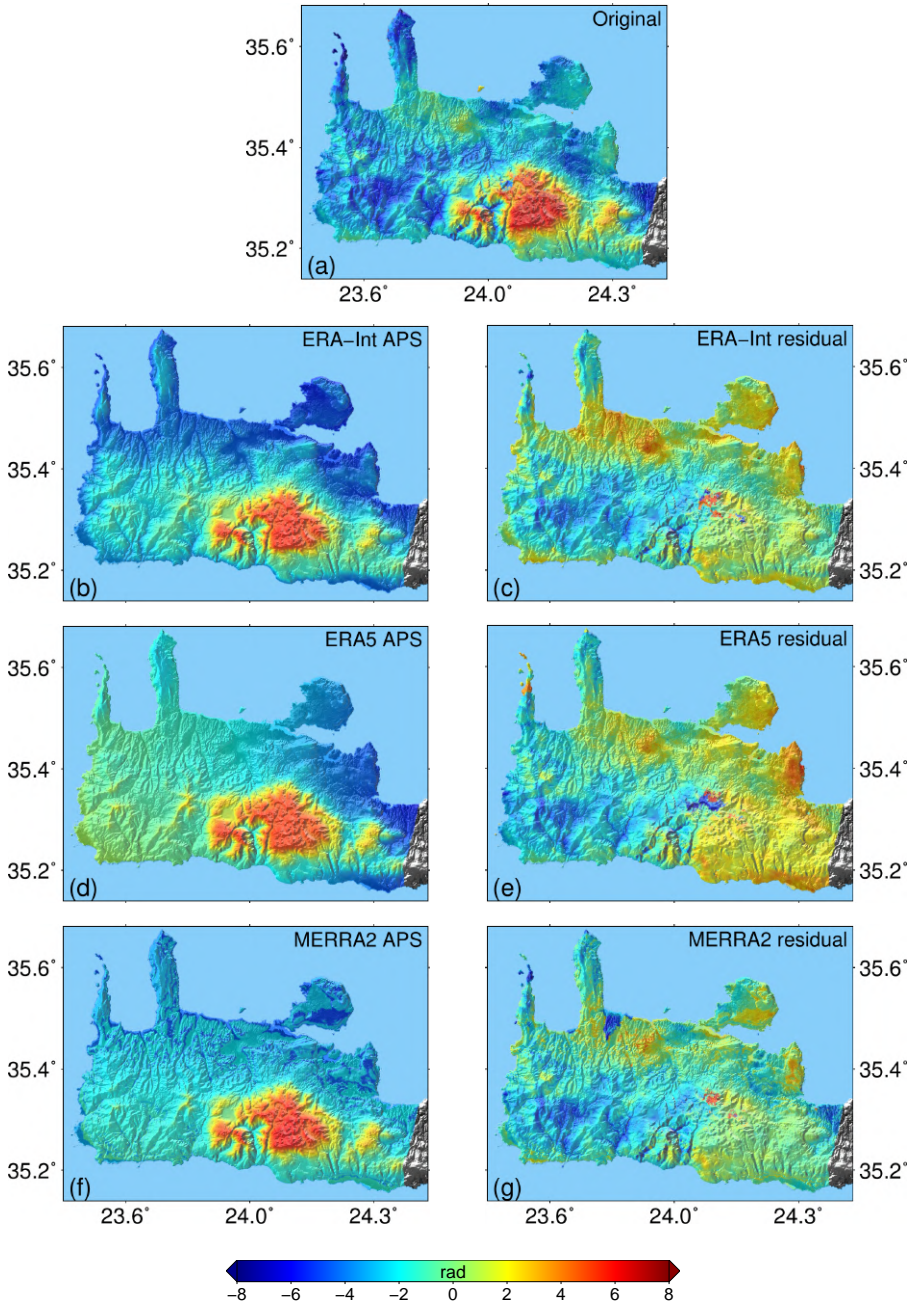 Original
35.6°
35.4°
35.2°
(a)
23.6° 24.0° 24.3°
ERA−Int APS ERA−Int residual
35.6° 35.6°
35.4° 35.4°
35.2° 35.2°
(b) (c)
ERA5 APS ERA5 residual
35.6° 35.6°
35.4° 35.4°
35.2° 35.2°
(d) (e)
MERRA2 APS MERRA2 residual
35.6° 35.6°
35.4° 35.4°
35.2° 35.2°
(f) (g)
23.6° 24.0° 24.3° 23.6° 24.0° 24.3°
rad
−8 −6 −4 −2 0 2 4 6 8